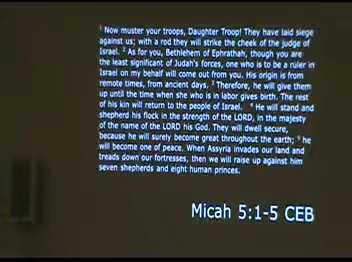 ¹ Now muster your troops, Daughter Troop! They have laid siege
against us; with a rod they will strike the cheek of the judge of
Israel. ² As for you, Bethlehem of Ephrathah, though you are
the least significant of Judah's forces, one who is to be a ruler in
Israel on my behalf will come out from you. His origin is from
remote times, from ancient days. ³ Therefore, he will give them
up until the time when she who is in labor gives birth. The rest
of his kin will return to the people of Israel. ⁴ He will stand and
shepherd his flock in the strength of the LORD, in the majesty
of the name of the LORD his God. They will dwell secure,
because he will surely become great throughout the earth; ⁵ he
will become one of peace. When Assyria invades our land and
treads down our fortresses, then we will raise up against him
seven shepherds and eight human princes.
Micah 5:1-5 CEB